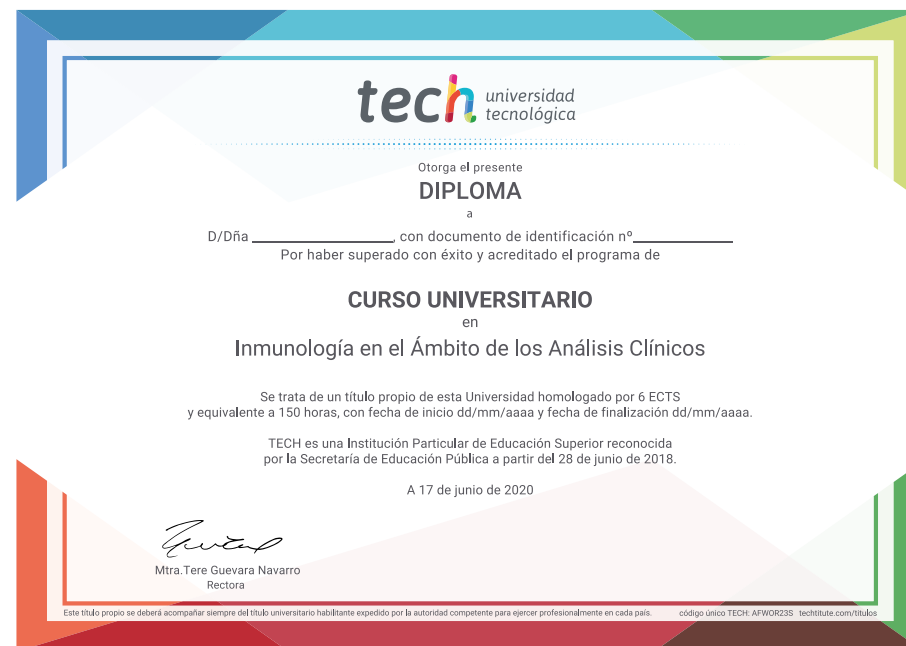 tech universidad
tecnológica
Otorga el presente
DIPLOMA
a
D/Dña ____________________, con documento de identificación nº______________
Por haber superado con éxito y acreditado el programa de
CURSO UNIVERSITARIO
en
Inmunología en el Ámbito de los Análisis Clínicos
Se trata de un título propio de esta Universidad homologado por 6 ECTS
y equivalente a 150 horas, con fecha de inicio dd/mm/aaaa y fecha de finalización dd/mm/aaaa.
TECH es una Institución Particular de Educación Superior reconocida
por la Secretaría de Educación Pública a partir del 28 de junio de 2018.
A 17 de junio de 2020
Mtra.Tere Guevara Navarro
Rectora
Este título propio se deberá acompañar siempre del título universitario habilitante expedido por la autoridad competente para ejercer profesionalmente en cada país. código único TECH: AFWOR23S techtitute.com/titulos